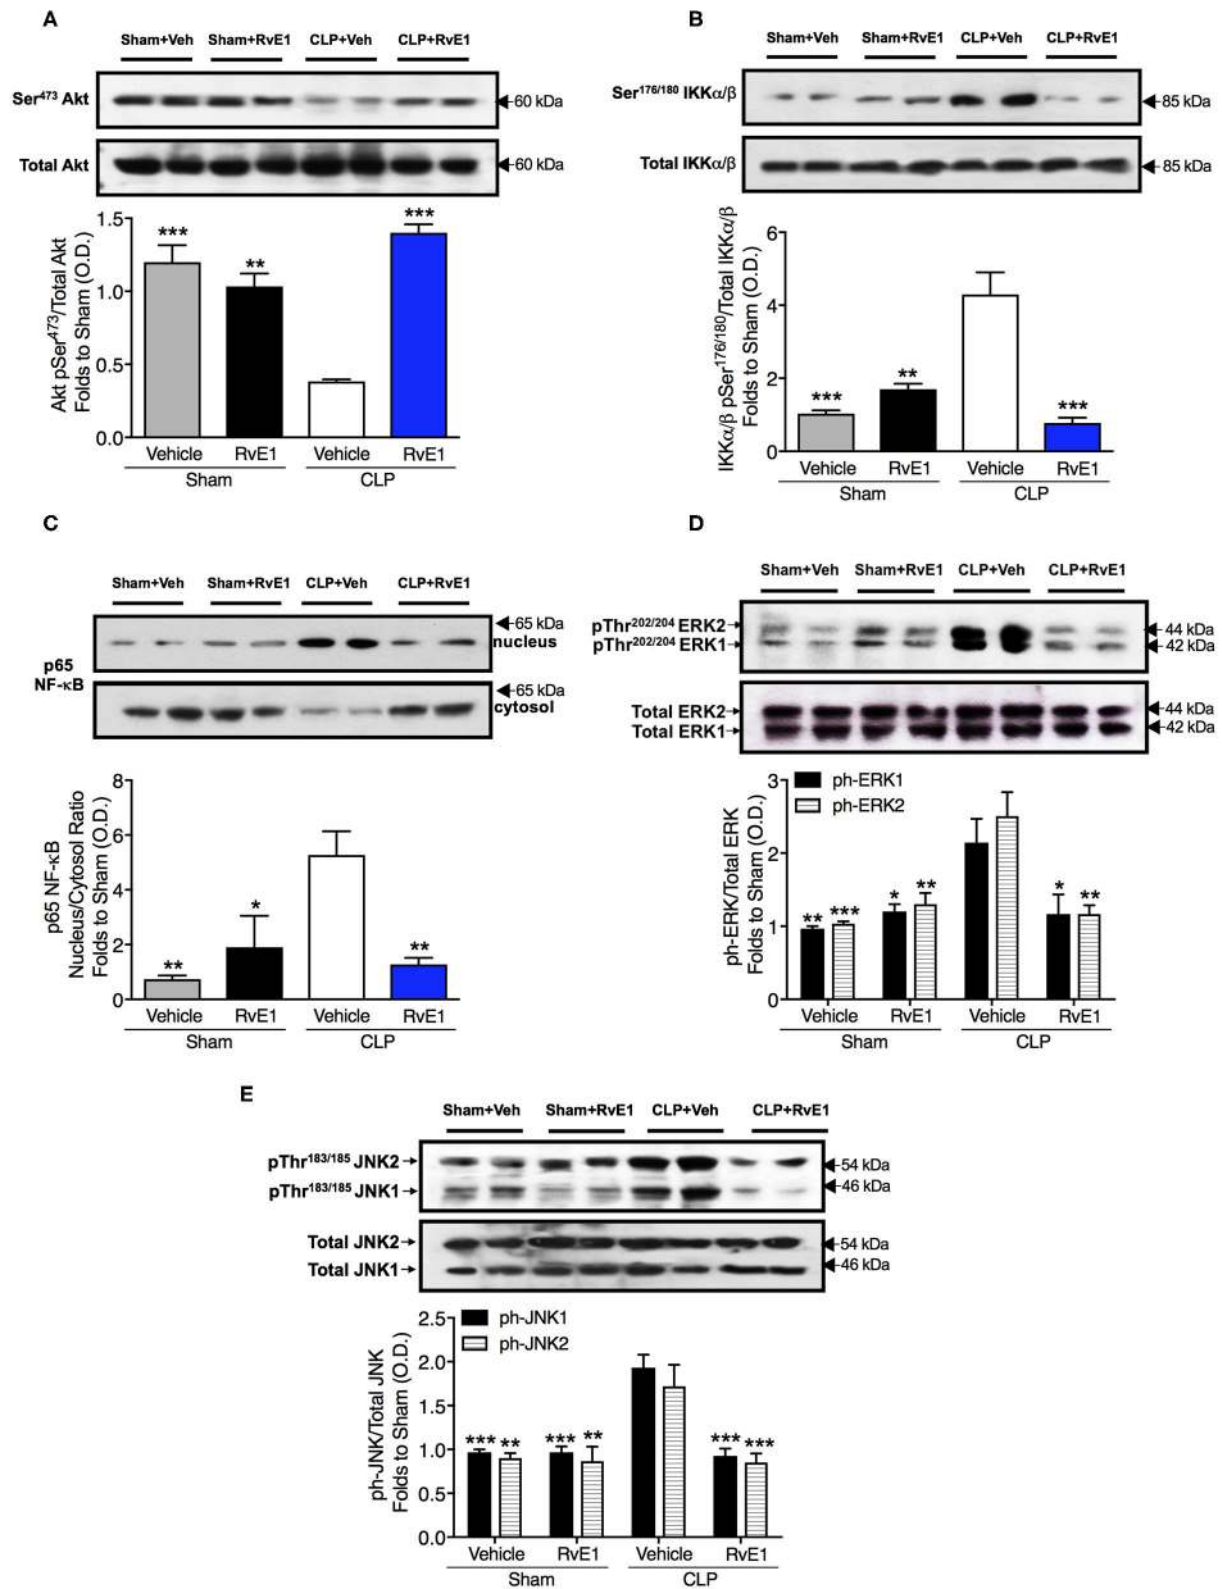 A
Sham+Veh Sham+RvE1 CLP+Veh CLP+RvE1
Ser473 Akt
60 kDa
Total Akt
60 kDa
Akt pSer473/Total Akt
Folds to Sham (O.D.)
1.5
1.0
0.5
0.0
***
**
***
Vehicle RvE1 Vehicle RvE1
Sham CLP
B
Sham+Veh Sham+RvE1 CLP+Veh CLP+RvE1
Ser176/180 IKKα/β
85 kDa
Total IKKα/β
85 kDa
IKKα/β pSer176/180/Total IKKα/β
Folds to Sham (O.D.)
6
4
2
0
***
**
***
Vehicle RvE1 Vehicle RvE1
Sham CLP
C
Sham+Veh Sham+RvE1 CLP+Veh CLP+RvE1
65 kDa
nucleus
p65
NF-κB
65 kDa
cytosol
p65 NF-κB
Nucleus/Cytosol Ratio
Folds to Sham (O.D.)
8
6
4
2
0
**
*
**
Vehicle RvE1 Vehicle RvE1
Sham CLP
D
Sham+Veh Sham+RvE1 CLP+Veh CLP+RvE1
pThr202/204 ERK2
44 kDa
pThr202/204 ERK1
42 kDa
Total ERK2
44 kDa
Total ERK1
42 kDa
ph-ERK/Total ERK
Folds to Sham (O.D.)
3
2
1
0
ph-ERK1
ph-ERK2
** *** * ** * **
Vehicle RvE1 Vehicle RvE1
Sham CLP
E
Sham+Veh Sham+RvE1 CLP+Veh CLP+RvE1
pThr183/185 JNK2
54 kDa
pThr183/185 JNK1
46 kDa
Total JNK2
54 kDa
Total JNK1
46 kDa
ph-JNK/Total JNK
Folds to Sham (O.D.)
2.5
2.0
1.5
1.0
0.5
0.0
ph-JNK1
ph-JNK2
*** ** *** ** *** ***
Vehicle RvE1 Vehicle RvE1
Sham CLP